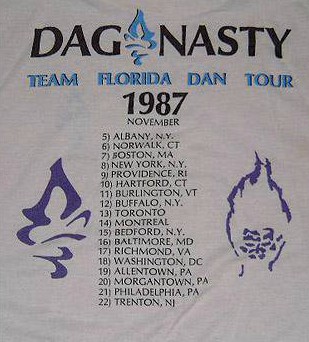 DAG NASTY
TEAM FLORIDA DAN TOUR
1987
NOVEMBER
5) ALBANY, N.Y.
6) NORWALK, CT
7) BOSTON, MA
8) NEW YORK, N.Y.
9) PROVIDENCE, RI
10) HARTFORD, CT
11) BURLINGTON, VT
12) BUFFALO, N.Y.
13) TORONTO
14) MONTREAL
15) BEDFORD, N.Y.
16) BALTIMORE, MD
17) RICHMOND, VA
18) WASHINGTON, DC
19) ALLENTOWN, PA
20) MORGANTOWN, PA
21) PHILADELPHIA, PA
22) TRENTON, NJ